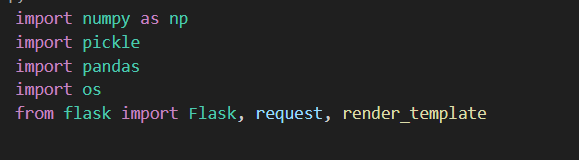 import numpy as np
import pickle
import pandas
import os
from flask import Flask, request, render_template